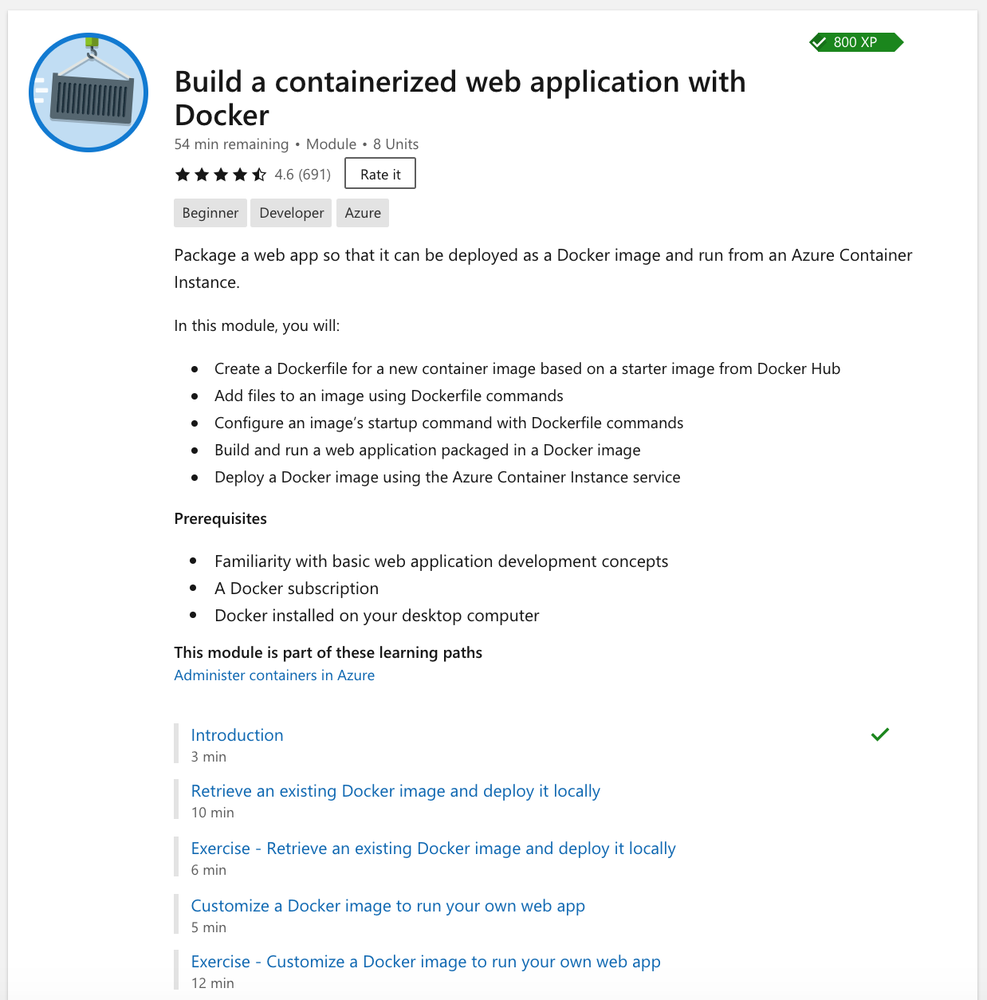 800 XP
Build a containerized web application with
Docker
54 min remaining • Module • 8 Units
4.6 (691)
Rate it
Beginner
Developer
Azure
Package a web app so that it can be deployed as a Docker image and run from an Azure Container
Instance.
In this module, you will:
• Create a Dockerfile for a new container image based on a starter image from Docker Hub
• Add files to an image using Dockerfile commands
• Configure an image’s startup command with Dockerfile commands
• Build and run a web application packaged in a Docker image
• Deploy a Docker image using the Azure Container Instance service
Prerequisites
• Familiarity with basic web application development concepts
• A Docker subscription
• Docker installed on your desktop computer
This module is part of these learning paths
Administer containers in Azure
Introduction
3 min
Retrieve an existing Docker image and deploy it locally
10 min
Exercise - Retrieve an existing Docker image and deploy it locally
6 min
Customize a Docker image to run your own web app
5 min
Exercise - Customize a Docker image to run your own web app
12 min